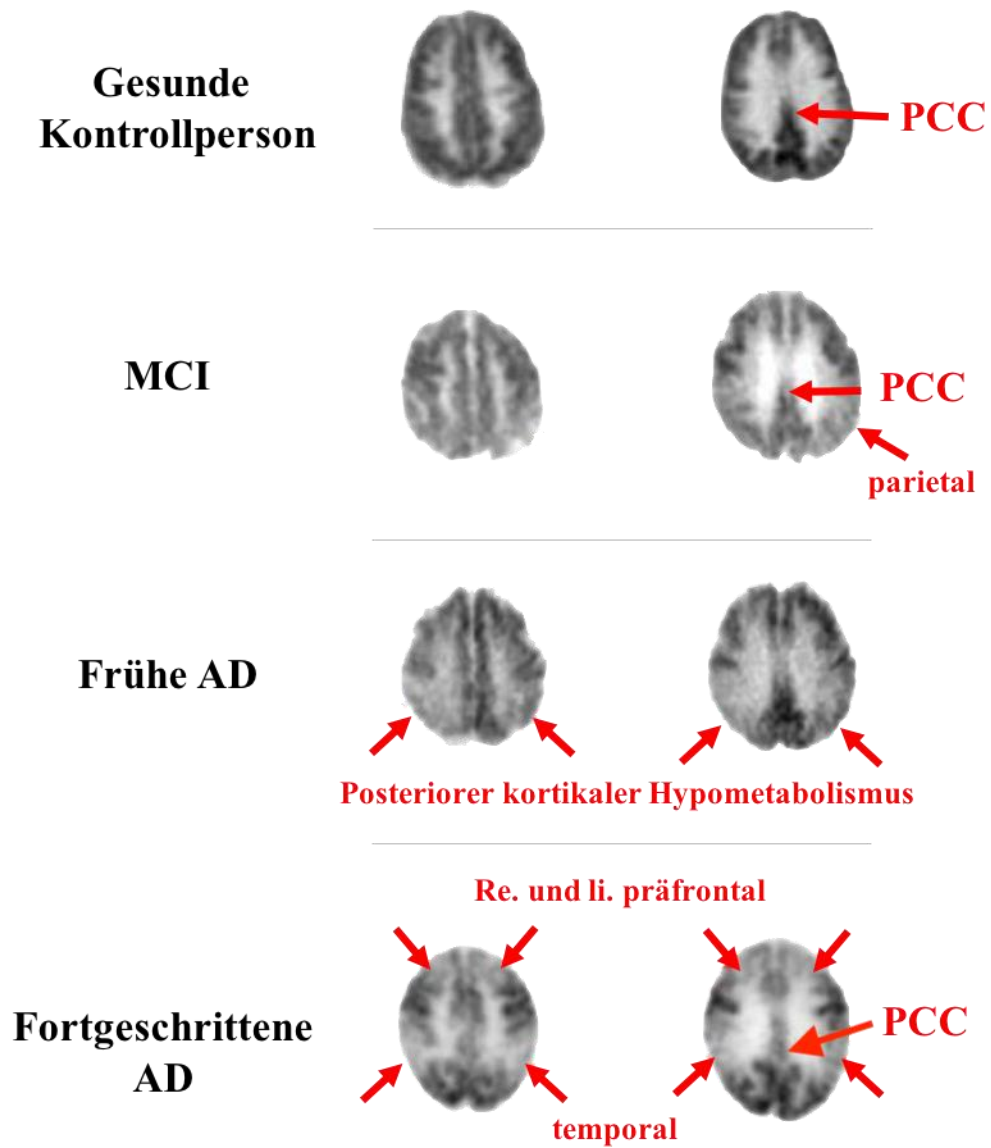 Gesunde
Kontrollperson
PCC
MCI
PCC
parietal
Frühe AD
Posteriorer kortikaler Hypometabolismus
Re. und li. präfrontal
Fortgeschrittene
AD
PCC
temporal